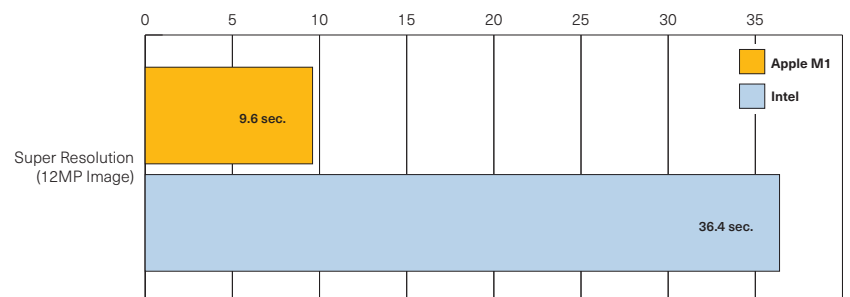 0 5 10 15 20 25 30 35
Apple M1
Intel
9.6 sec.
Super Resolution
(12MP Image)
36.4 sec.